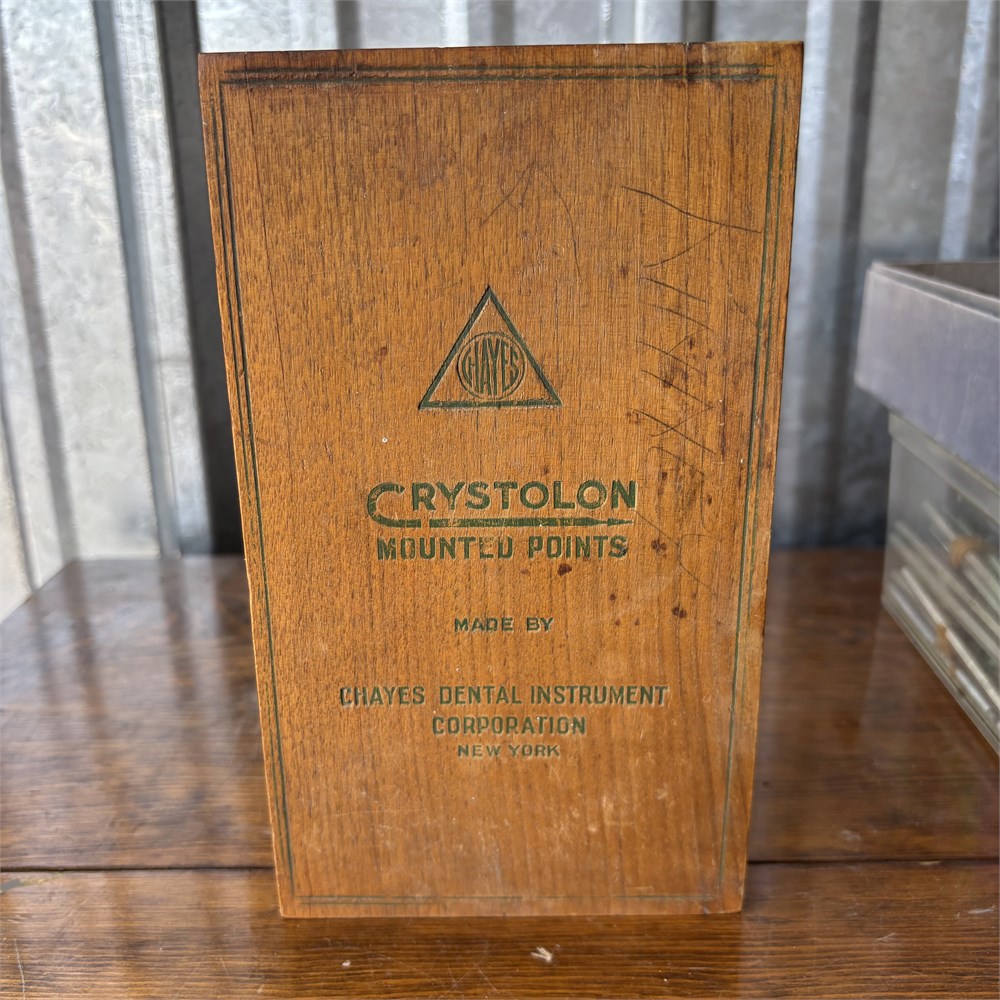 CHAYES
CRYSTOLON
MOUNTED POINTS
MADE BY
CHAYES DENTAL INSTRUMENT
CORPORATION
NEW YORK